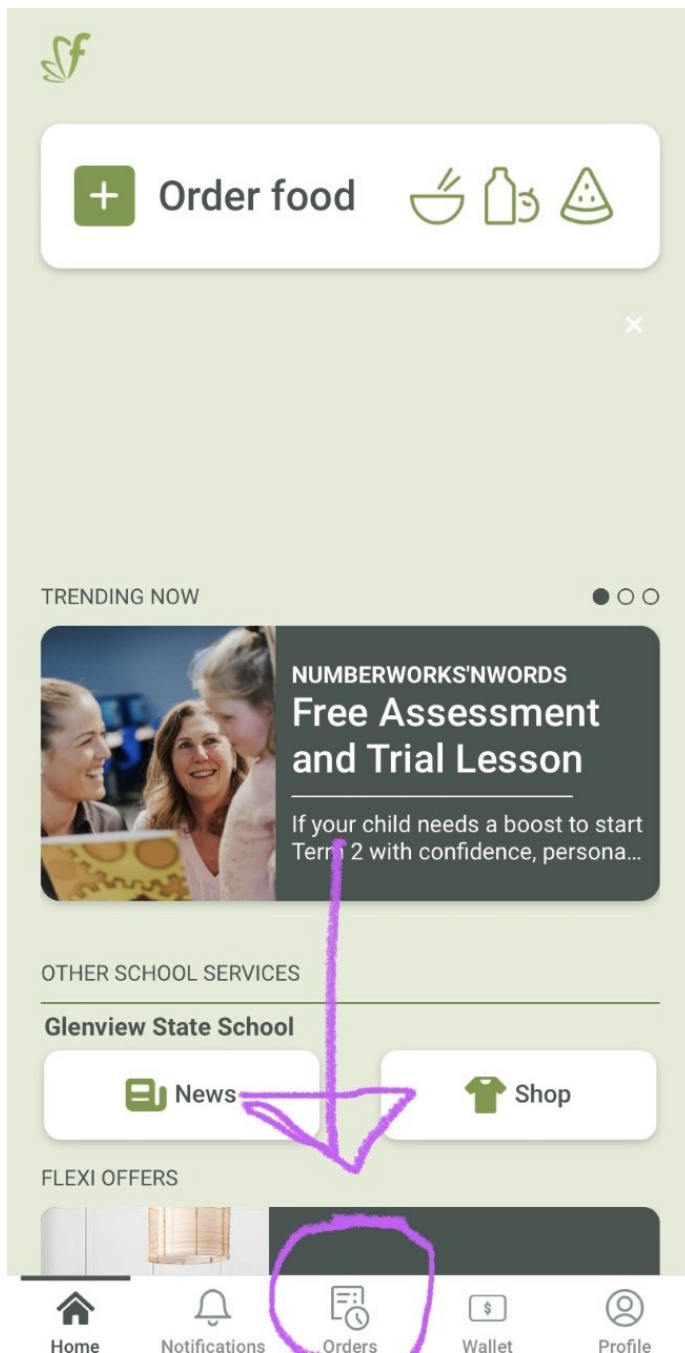 Order food
TRENDING NOW
NUMBERWORKS'NWORDS
Free Assessment
and Trial Lesson
If your child needs a boost to start
Term 2 with confidence, persona...
OTHER SCHOOL SERVICES
Glenview State School
News
Shop
FLEXI OFFERS
Home
Notifications
Orders
Wallet
Profile